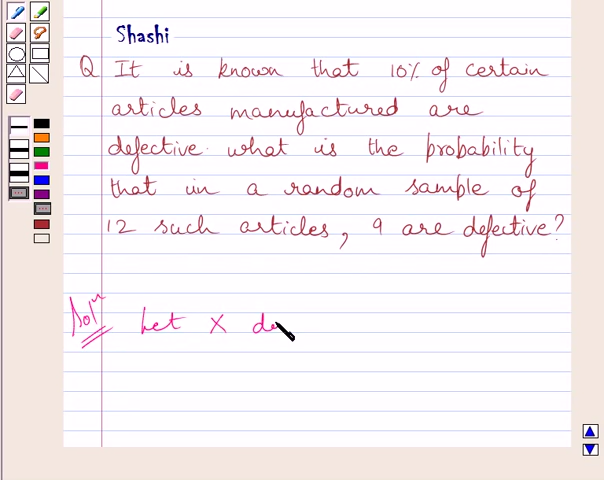 Shashi
Q It is known that 10% of certain
articles manufactured are
defective. what is the probability
that in a random sample of
12 such articles, 9 are defective?
Solⁿ Let X de